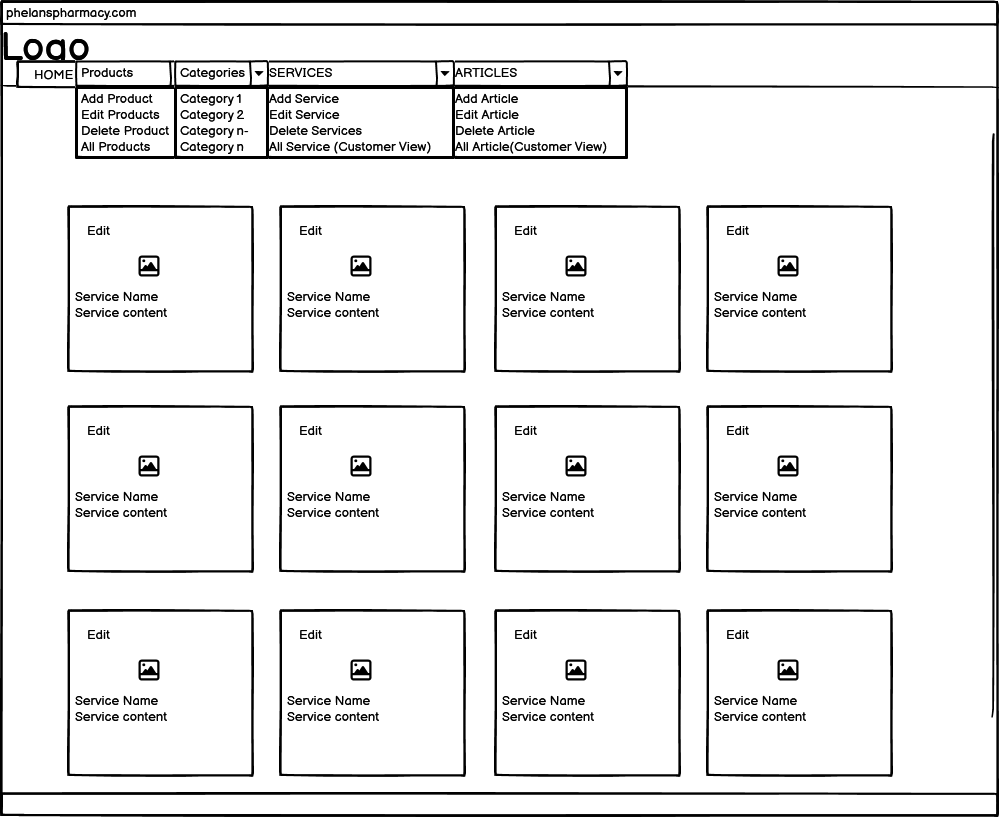 phelanspharmacy.com
Logo
HOME Products Categories SERVICES ARTICLES
Add Product Category 1 Add Service Add Article
Edit Products Category 2 Edit Service Edit Article
Delete Product Category n- Delete Services Delete Article
All Products Category n All Service (Customer View) All Article(Customer View)
Edit Edit Edit Edit
Service Name Service Name Service Name Service Name
Service content Service content Service content Service content
Edit Edit Edit Edit
Service Name Service Name Service Name Service Name
Service content Service content Service content Service content
Edit Edit Edit Edit
Service Name Service Name Service Name Service Name
Service content Service content Service content Service content